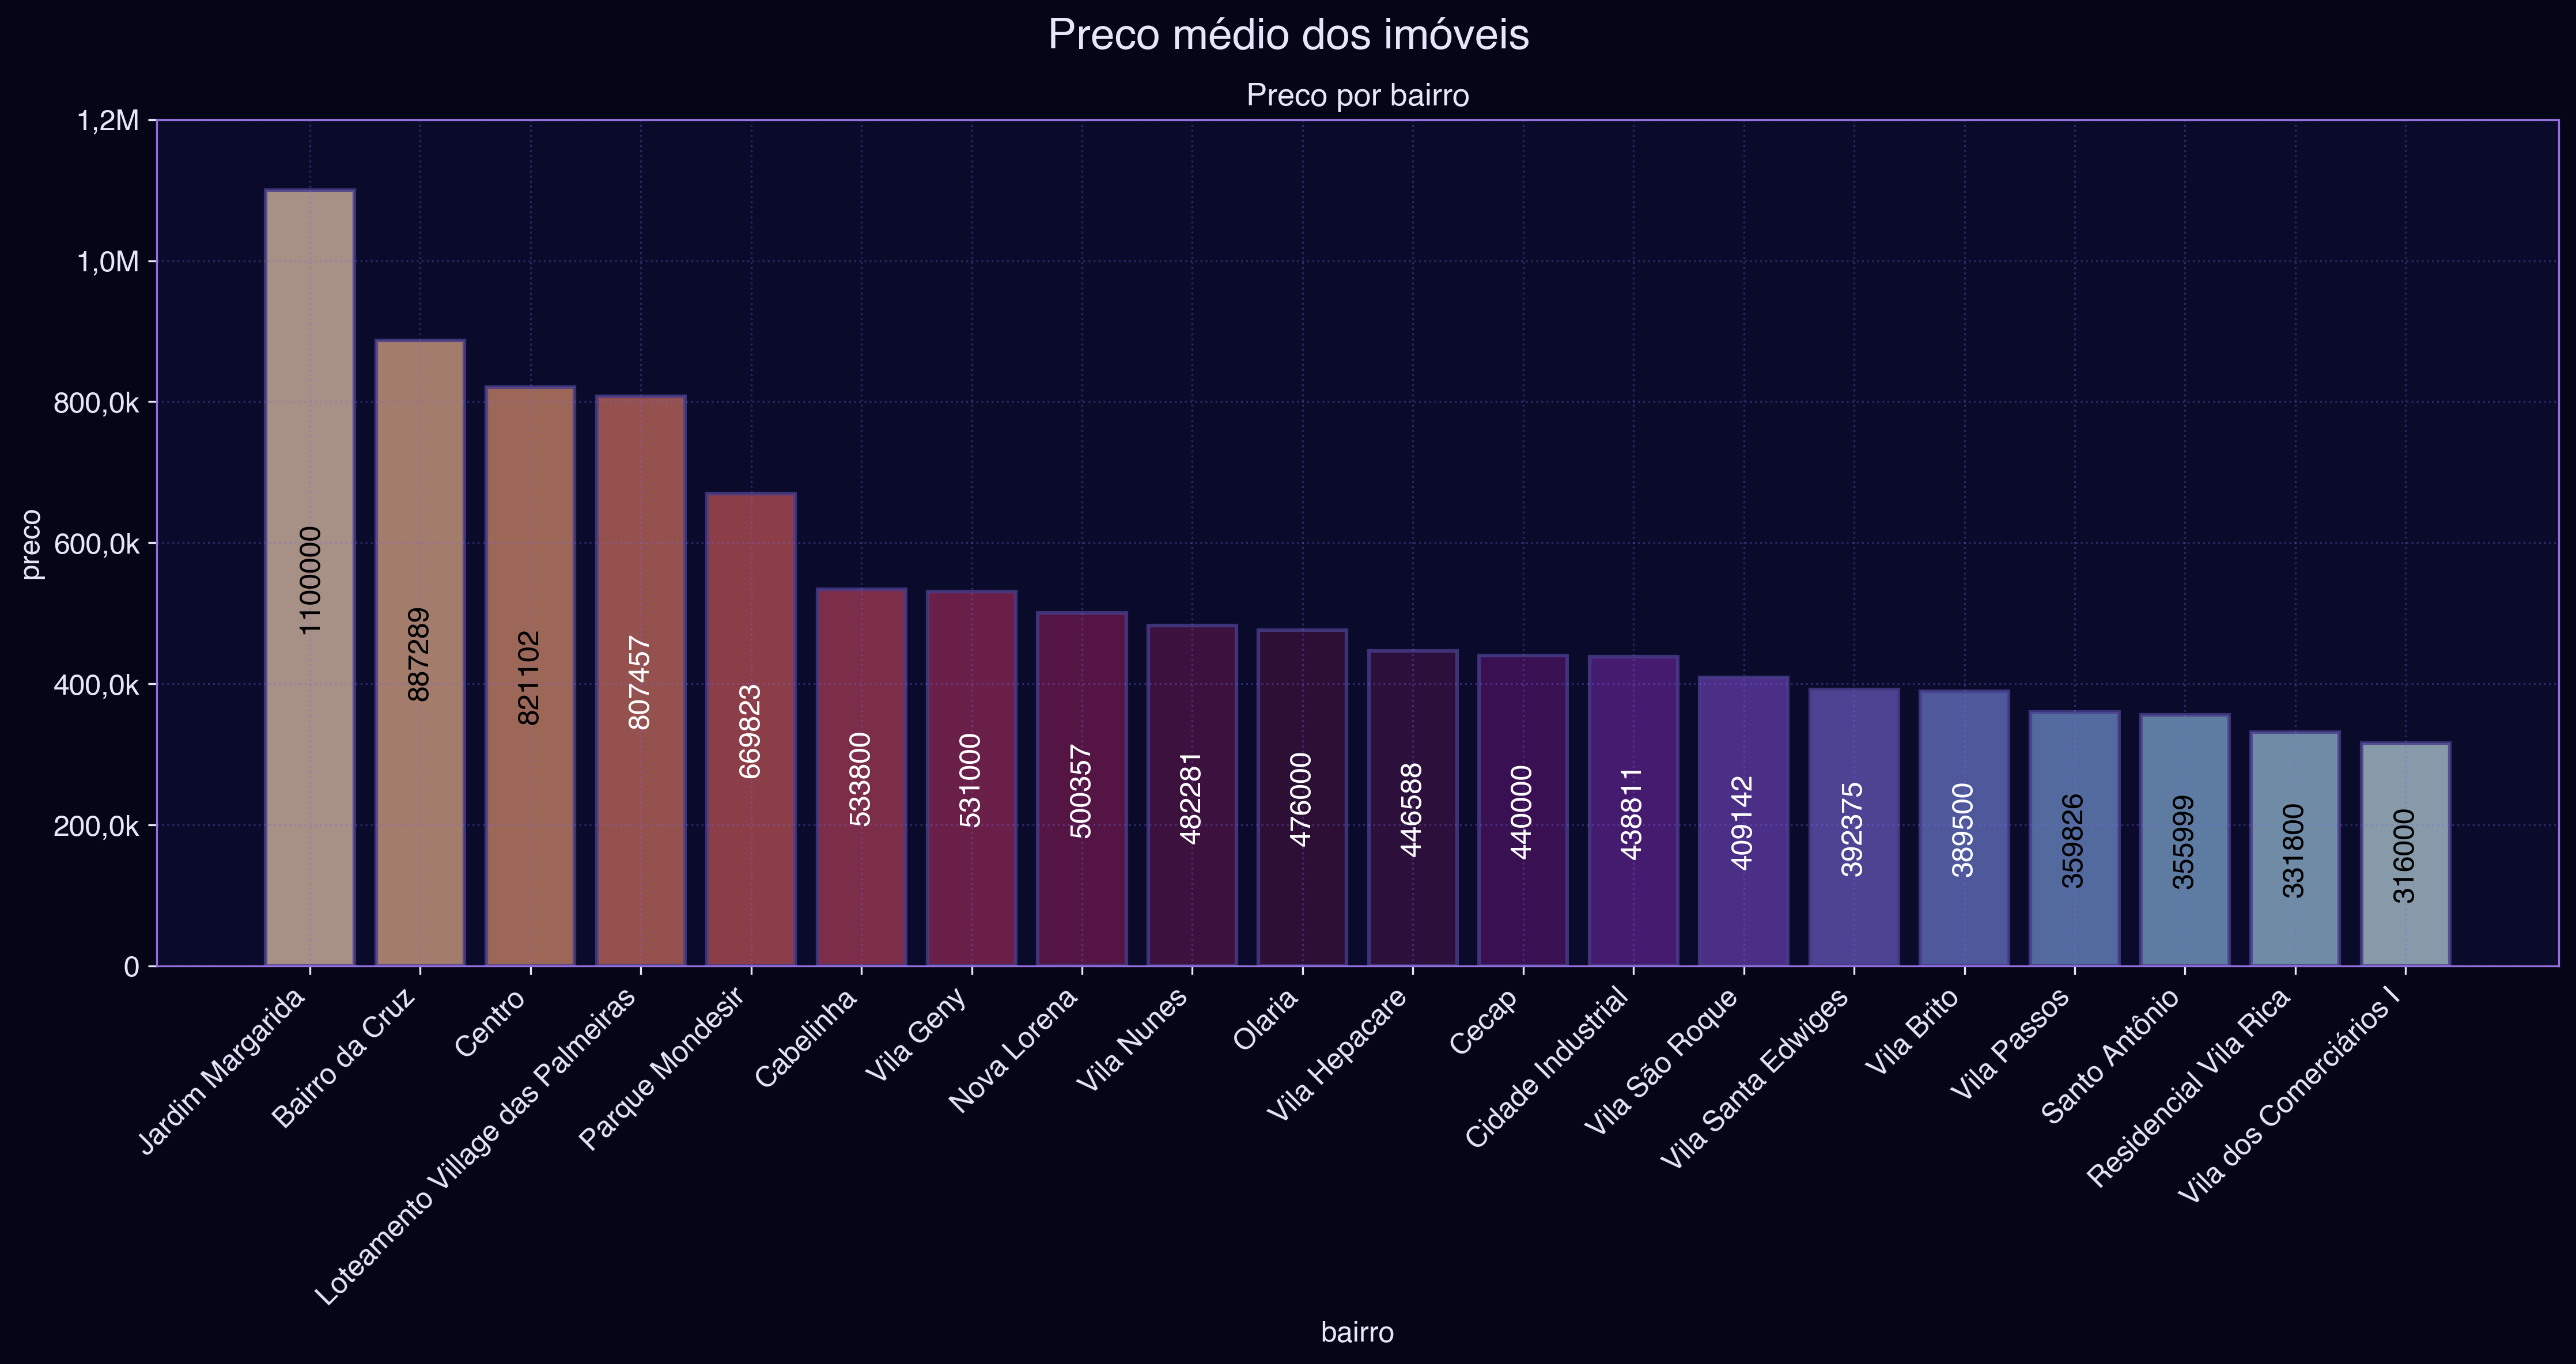 Preco médio dos imóveis
Preco por bairro
1,2M
1,0M
800,0k
600,0k
400,0k
200,0k
0
preco
1100000
887289
821102
807457
669823
533800
531000
500357
482281
476000
446588
440000
438811
409142
392375
389500
359826
355999
331800
316000
Jardim Margarida
Bairro da Cruz
Centro
Loteamento Village das Palmeiras
Parque Mondesir
Cabelinha
Vila Geny
Nova Lorena
Vila Nunes
Olaria
Vila Hepacare
Cecap
Cidade Industrial
Vila São Roque
Vila Santa Edwiges
Vila Brito
Vila Passos
Santo Antônio
Residencial Vila Rica
Vila dos Comerciários I
bairro